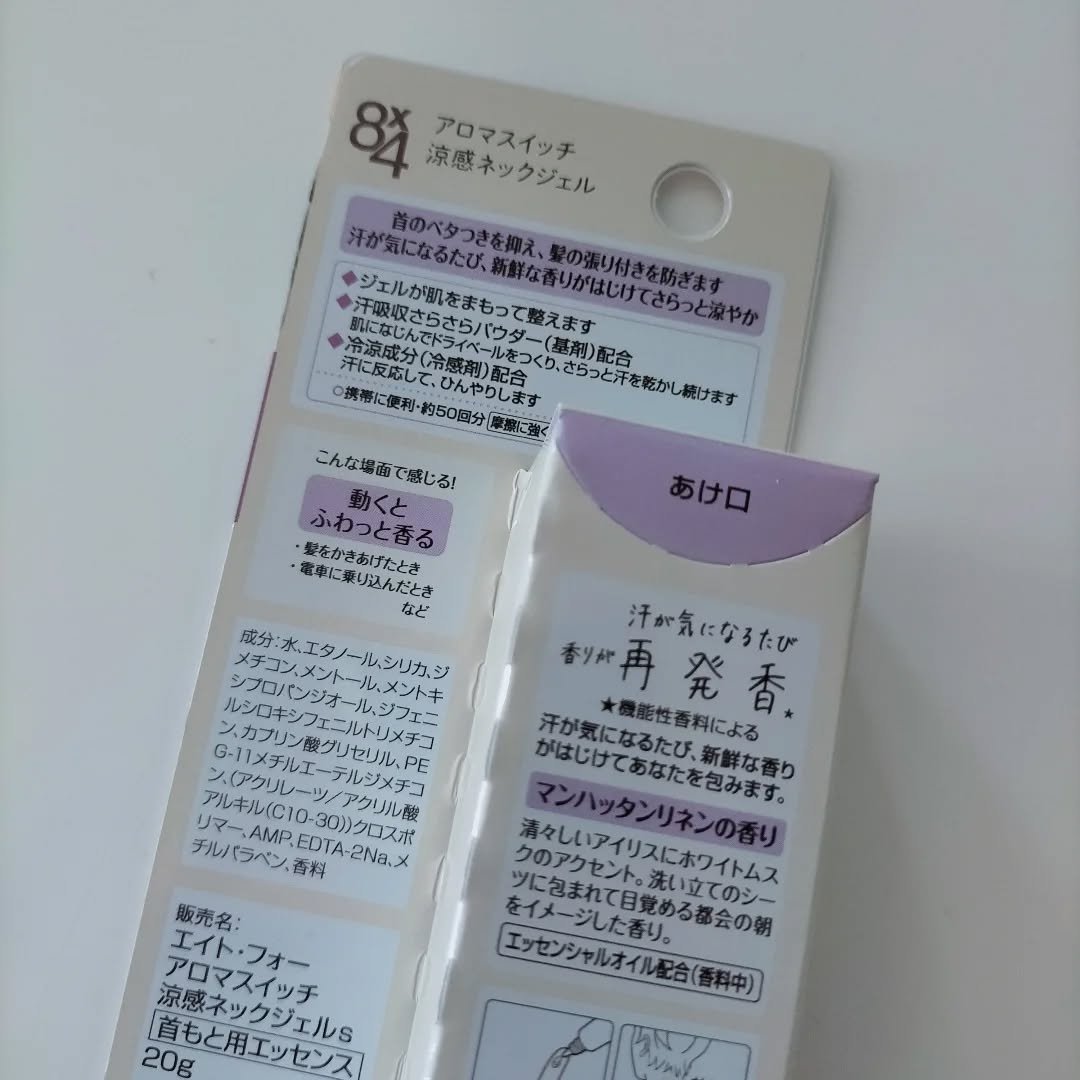 8x4
アロマスイッチ
涼感ネックジェル
首のベタつきを抑え、髪の張り付きを防ぎます
汗が気になるたび、新鮮な香りがはじけてさらっと涼やか
◆ジェルが肌をまもって整えます
◆汗吸収さらさらパウダー(基剤)配合
肌になじんでドライベールをつくり、さらっと汗を乾かし続けます
◆冷涼成分(冷感剤)配合
汗に反応して、ひんやりします
○携帯に便利・約50回分 摩擦に強く
こんな場面で感じる!
動くと
ふわっと香る
・髪をかきあげたとき
・電車に乗り込んだとき
など
成分:水、エタノール、シリカ、ジ
メチコン、メントール、メントキ
シプロパンジオール、ジフェニ
ルシロキシフェニルトリメチコ
ン、カプリン酸グリセリル、PE
G-11メチルエーテルジメチコ
ン、(アクリレーツ/アクリル酸
アルキル(C10-30))クロスポ
リマー、AMP、EDTA-2Na、メ
チルパラベン、香料
販売名:
エイト・フォー
アロマスイッチ
涼感ネックジェルs
首もと用エッセンス
20g
あけ口
汗が気になるたび
香りが再発香★
★機能性香料による
汗が気になるたび、新鮮な香り
がはじけてあなたを包みます。
マンハッタンリネンの香り
清々しいアイリスにホワイトムス
クのアクセント。洗い立てのシー
ツに包まれて目覚める都会の朝
をイメージした香り。
エッセンシャルオイル配合(香料中)